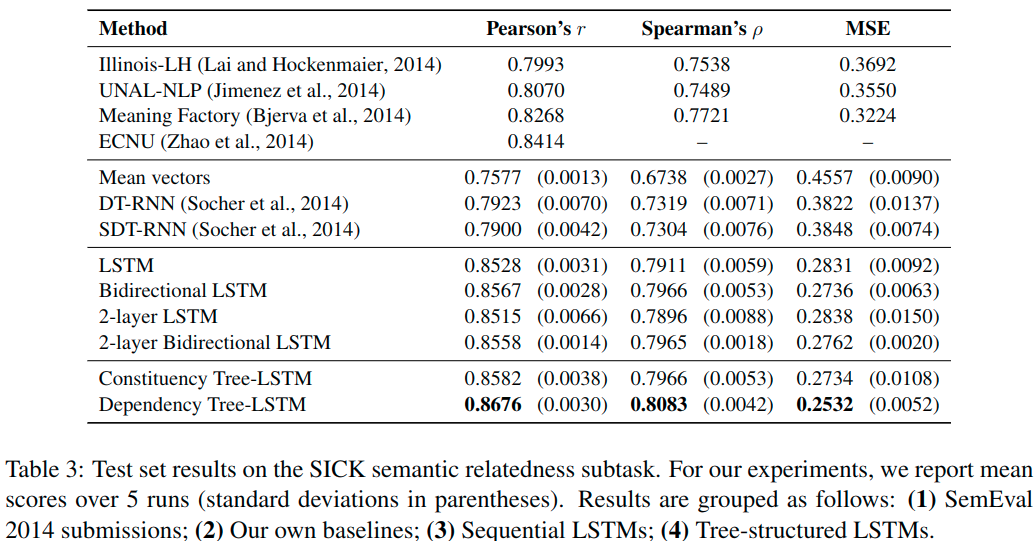 Method Pearson's r Spearman's ρ MSE
Illinois-LH (Lai and Hockenmaier, 2014) 0.7993 0.7538 0.3692
UNAL-NLP (Jimenez et al., 2014) 0.8070 0.7489 0.3550
Meaning Factory (Bjerva et al., 2014) 0.8268 0.7721 0.3224
ECNU (Zhao et al., 2014) 0.8414 – –
Mean vectors 0.7577 (0.0013) 0.6738 (0.0027) 0.4557 (0.0090)
DT-RNN (Socher et al., 2014) 0.7923 (0.0070) 0.7319 (0.0071) 0.3822 (0.0137)
SDT-RNN (Socher et al., 2014) 0.7900 (0.0042) 0.7304 (0.0076) 0.3848 (0.0074)
LSTM 0.8528 (0.0031) 0.7911 (0.0059) 0.2831 (0.0092)
Bidirectional LSTM 0.8567 (0.0028) 0.7966 (0.0053) 0.2736 (0.0063)
2-layer LSTM 0.8515 (0.0066) 0.7896 (0.0088) 0.2838 (0.0150)
2-layer Bidirectional LSTM 0.8558 (0.0014) 0.7965 (0.0018) 0.2762 (0.0020)
Constituency Tree-LSTM 0.8582 (0.0038) 0.7966 (0.0053) 0.2734 (0.0108)
Dependency Tree-LSTM 0.8676 (0.0030) 0.8083 (0.0042) 0.2532 (0.0052)
Table 3: Test set results on the SICK semantic relatedness subtask. For our experiments, we report mean
scores over 5 runs (standard deviations in parentheses). Results are grouped as follows: (1) SemEval
2014 submissions; (2) Our own baselines; (3) Sequential LSTMs; (4) Tree-structured LSTMs.